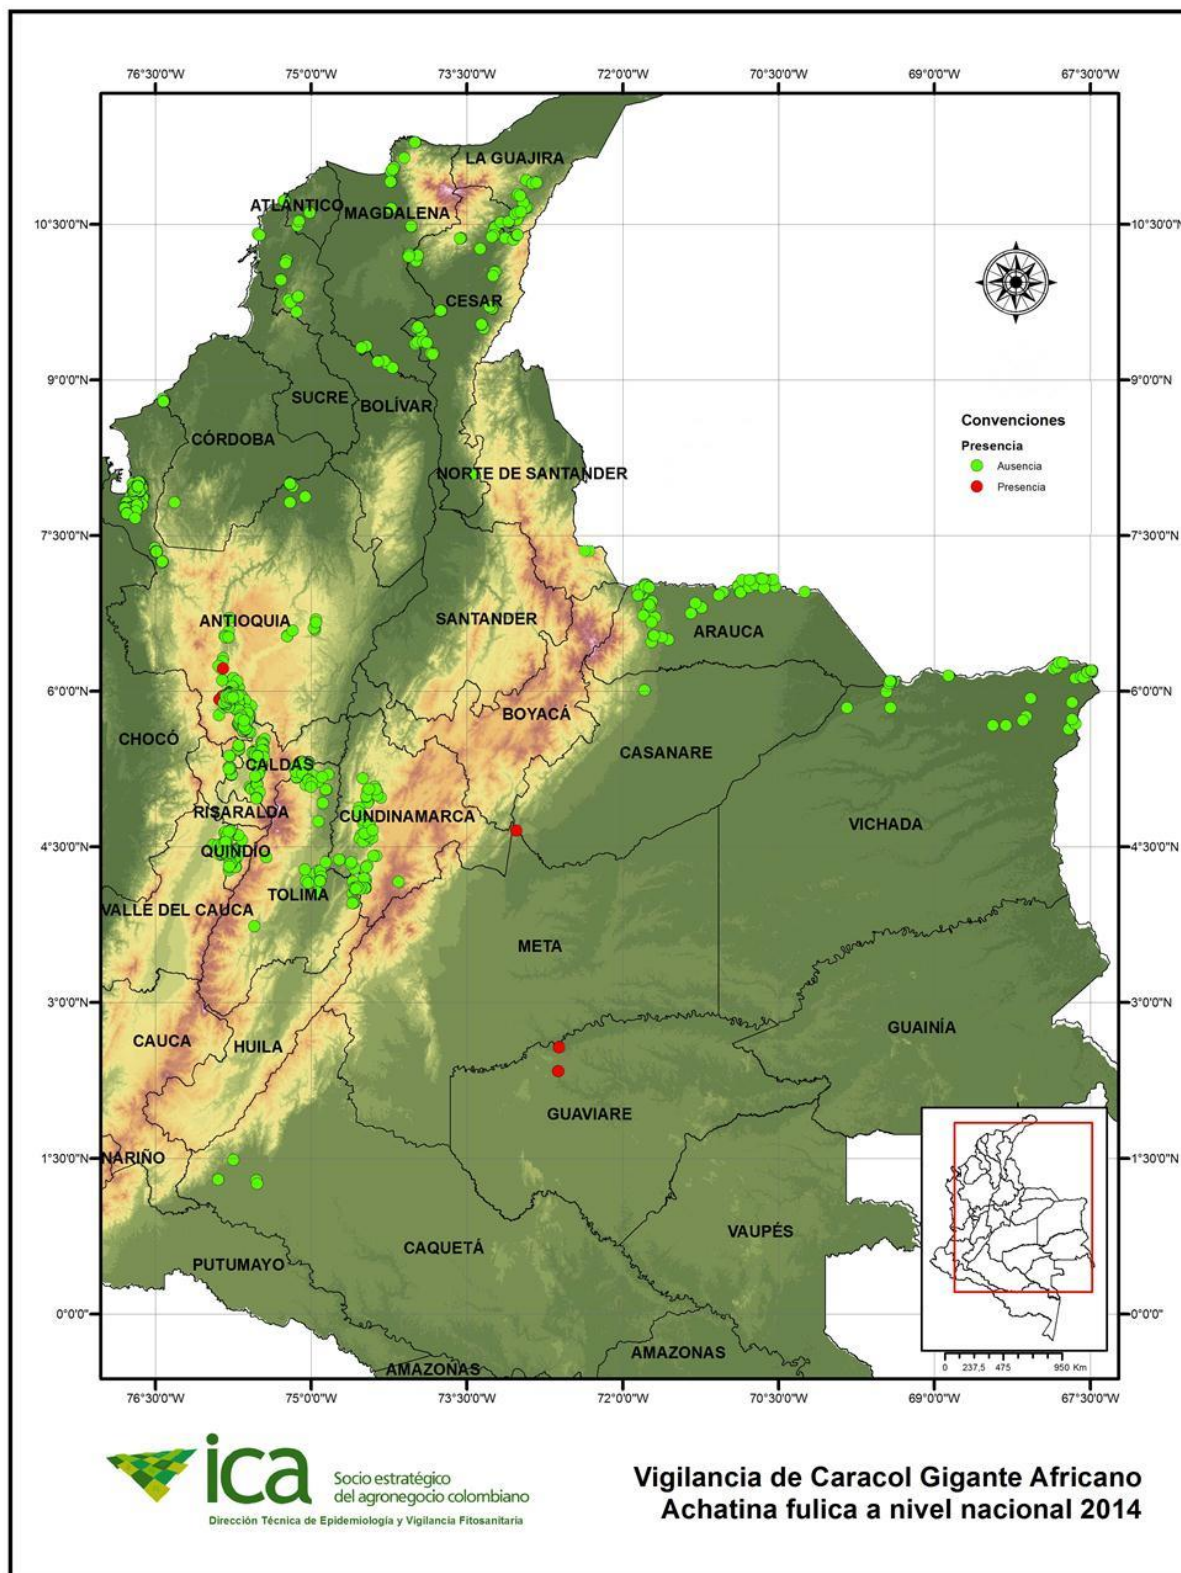 76°30'0"W 75°0'0"W 73°30'0"W 72°0'0"W 70°30'0"W 69°0'0"W 67°30'0"W
LA GUAJIRA
ATLÁNTICO
MAGDALENA
10°30'0"N 10°30'0"N
CESAR
9°0'0"N 9°0'0"N
SUCRE
BOLÍVAR
CÓRDOBA
Convenciones
Presencia
Ausencia
Presencia
NORTE DE SANTANDER
7°30'0"N 7°30'0"N
ANTIOQUIA
SANTANDER
ARAUCA
6°0'0"N 6°0'0"N
BOYACÁ
CHOCÓ
CASANARE
CALDAS
RISARALDA
CUNDINAMARCA
VICHADA
4°30'0"N 4°30'0"N
QUINDÍO
TOLIMA
VALLE DEL CAUCA
META
3°0'0"N 3°0'0"N
GUAINÍA
CAUCA
HUILA
GUAVIARE
NARIÑO
1°30'0"N 1°30'0"N
VAUPÉS
CAQUETÁ
PUTUMAYO
0°0'0" 0°0'0"
AMAZONAS
AMAZONAS
0 237,5 475 950 Km
76°30'0"W 75°0'0"W 73°30'0"W 72°0'0"W 70°30'0"W 69°0'0"W 67°30'0"W
ica
Socio estratégico
del agronegocio colombiano
Dirección Técnica de Epidemiología y Vigilancia Fitosanitaria
Vigilancia de Caracol Gigante Africano
Achatina fulica a nivel nacional 2014